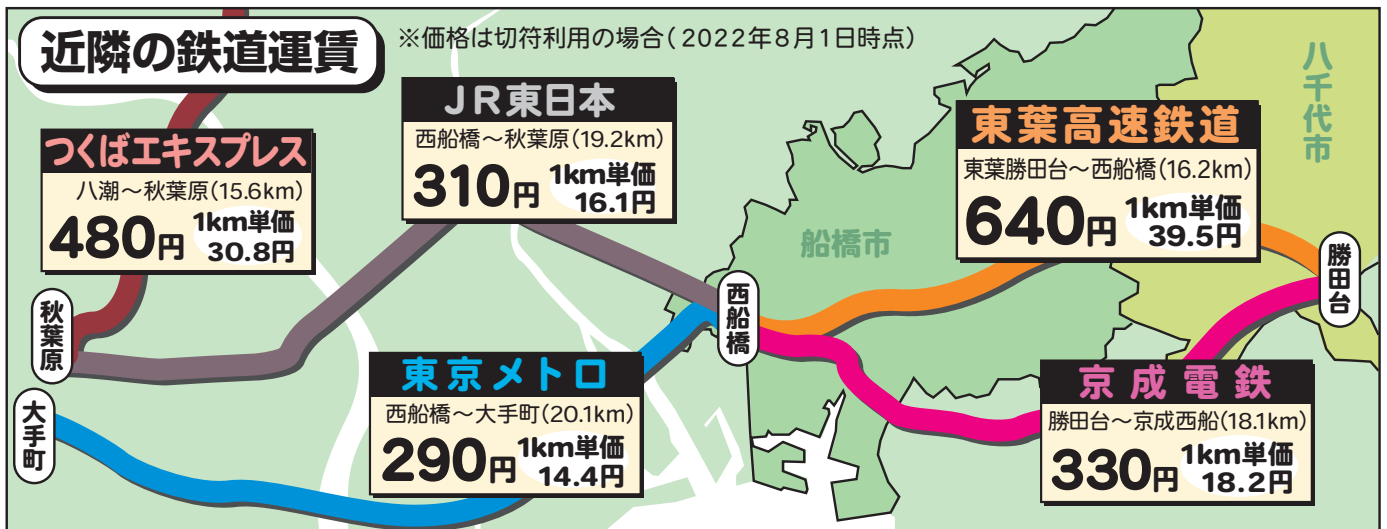 近隣の鉄道運賃
※価格は切符利用の場合(2022年8月1日時点)
つくばエキスプレス
八潮～秋葉原(15.6km)
480円
1km単価
30.8円
JR東日本
西船橋～秋葉原(19.2km)
310円
1km単価
16.1円
東葉高速鉄道
東葉勝田台～西船橋(16.2km)
640円
1km単価
39.5円
八千代市
船橋市
秋葉原
西船橋
勝田台
大手町
東京メトロ
西船橋～大手町(20.1km)
290円
1km単価
14.4円
京成電鉄
勝田台～京成西船(18.1km)
330円
1km単価
18.2円